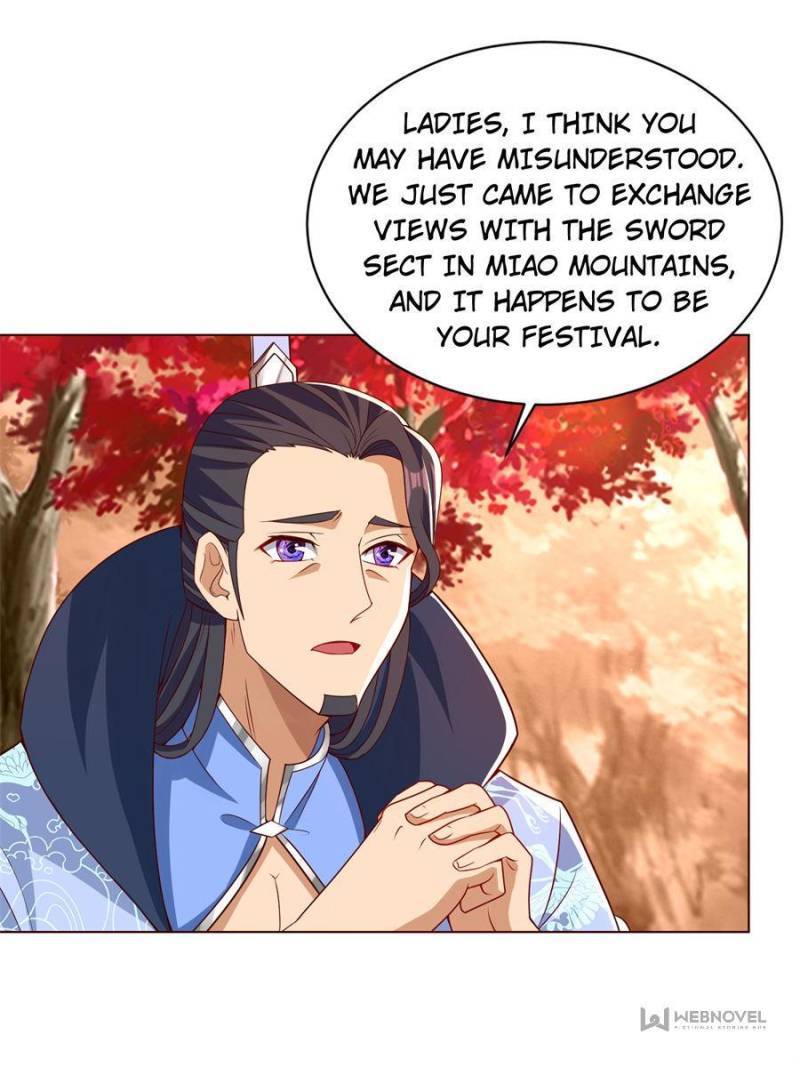 LADIES, I THINK YOU
MAY HAVE MISUNDERSTOOD.
WE JUST CAME TO EXCHANGE
VIEWS WITH THE SWORD
SECT IN MIAO MOUNTAINS,
AND IT HAPPENS TO BE
YOUR FESTIVAL.
WEBNOVEL